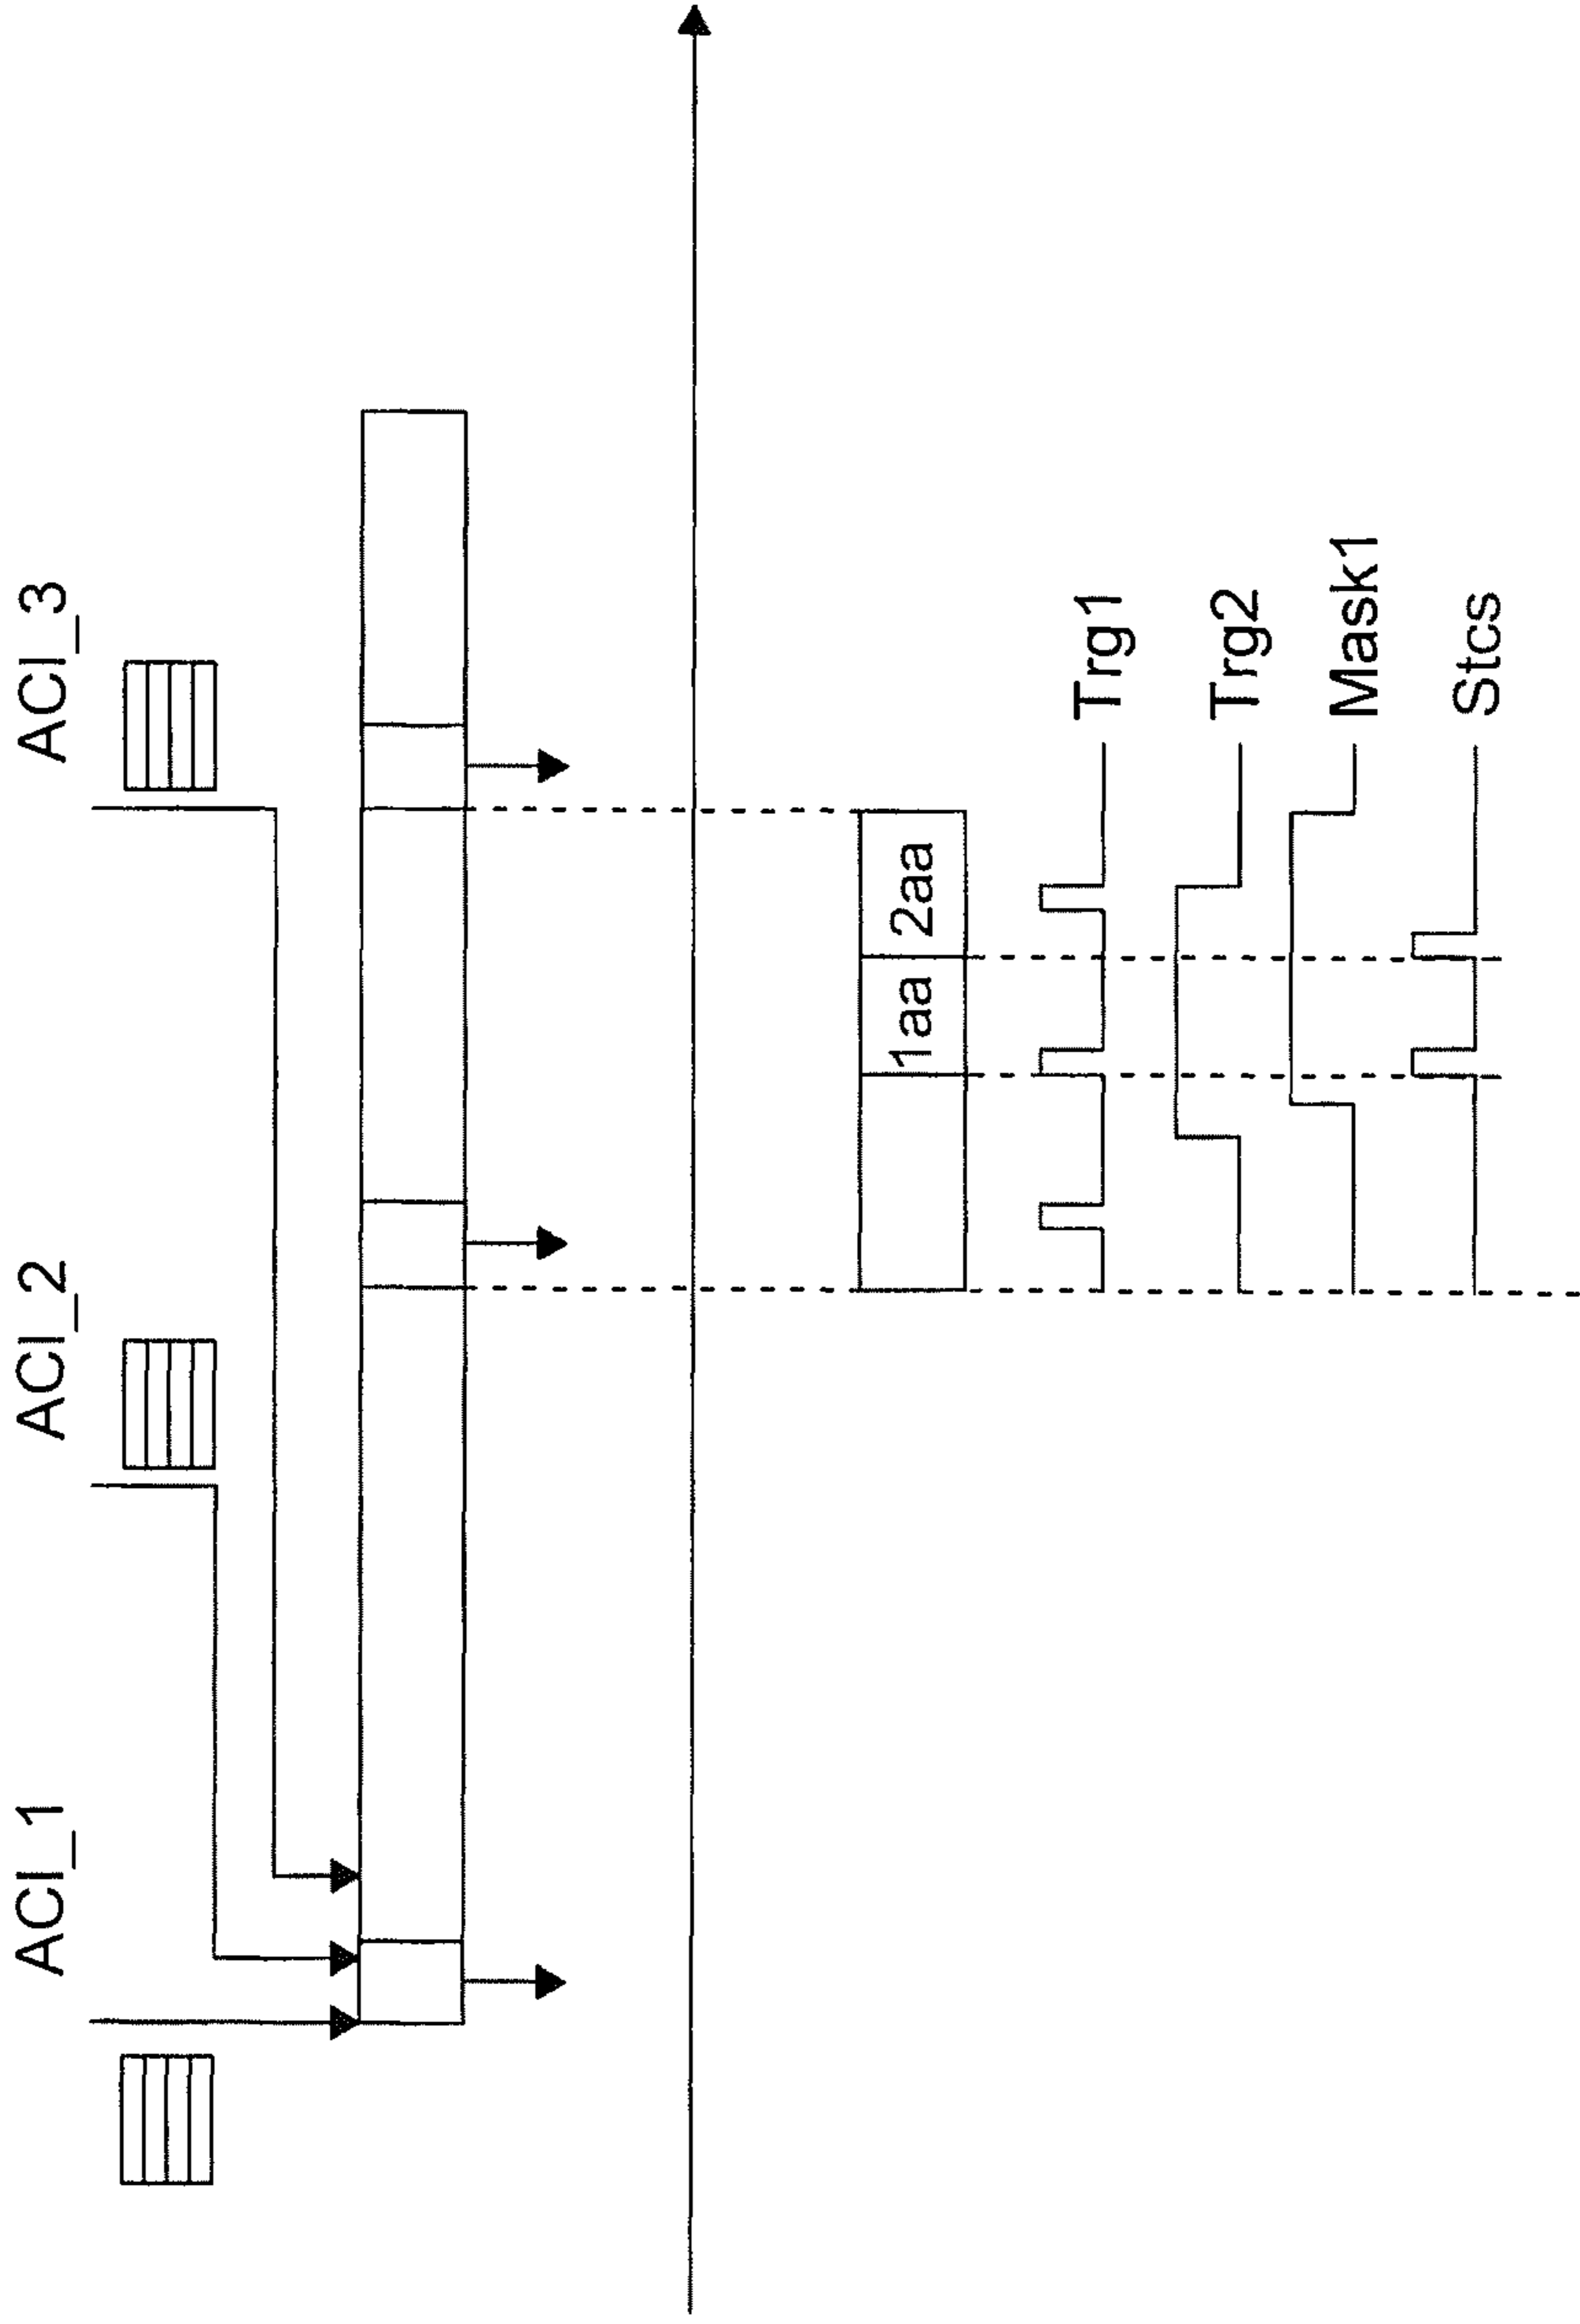 ACI_1
ACI_2
ACI_3
1aa
2aa
Trg1
Trg2
Mask1
Stcs